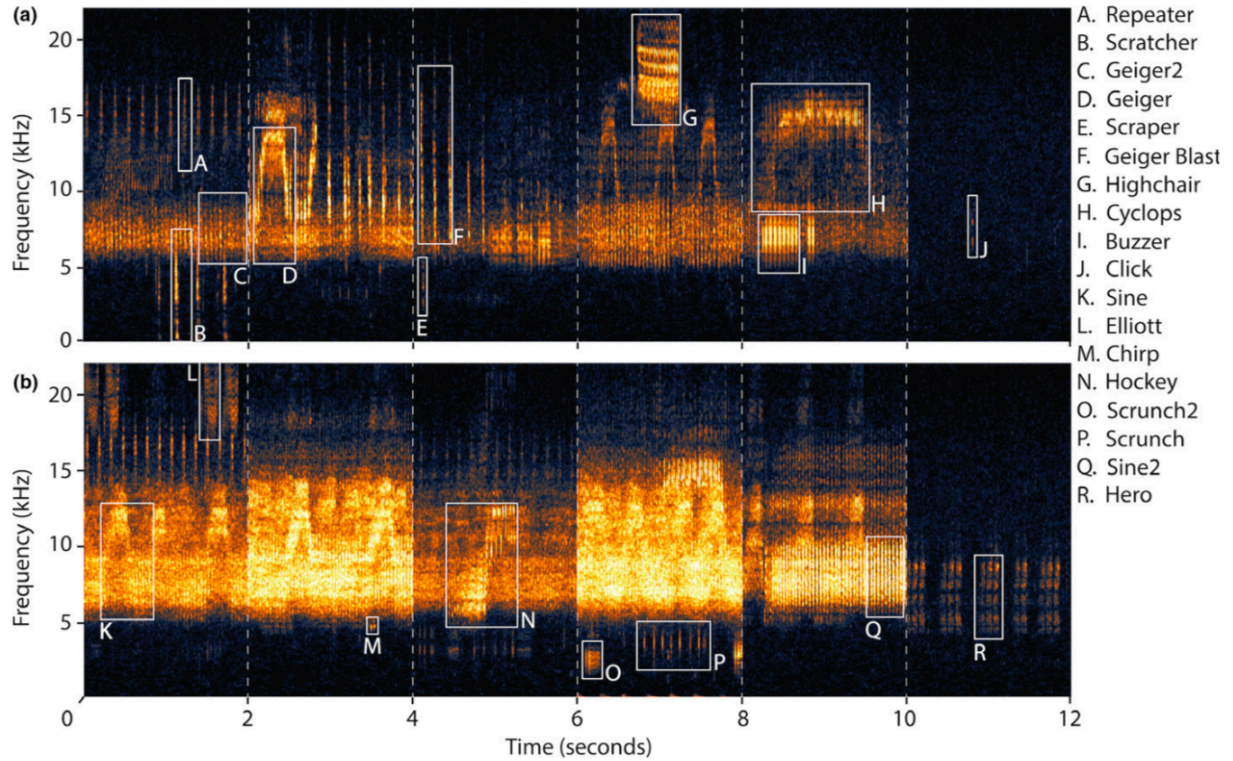 (a)
20
15
10
5
0
Frequency (kHz)
A
B
C
D
E
F
G
H
I
J
(b)
20
15
10
5
0
Frequency (kHz)
K
L
M
N
O
P
Q
R
2
4
6
8
10
12
Time (seconds)
A. Repeater
B. Scratcher
C. Geiger2
D. Geiger
E. Scraper
F. Geiger Blast
G. Highchair
H. Cyclops
I. Buzzer
J. Click
K. Sine
L. Elliott
M. Chirp
N. Hockey
O. Scrunch2
P. Scrunch
Q. Sine2
R. Hero